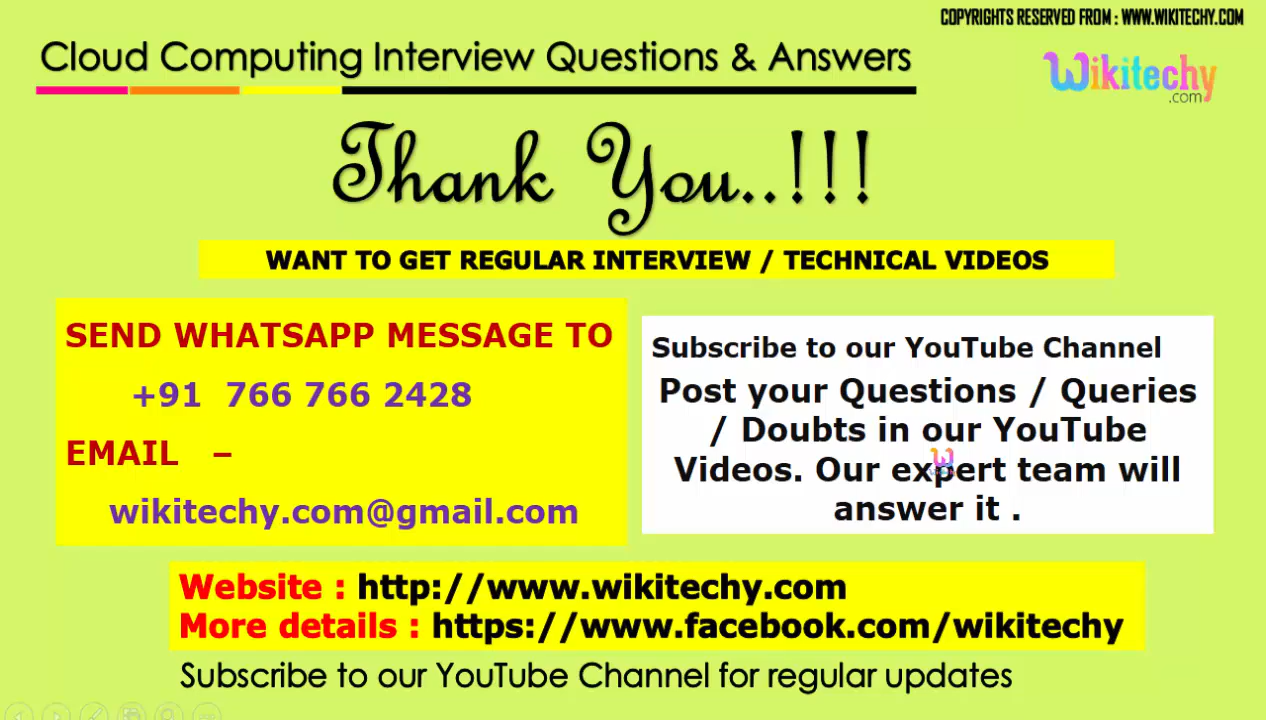 COPYRIGHTS RESERVED FROM : WWW.WIKITECHY.COM
Cloud Computing Interview Questions & Answers
Wikitechy
.com
Thank You..!!!
WANT TO GET REGULAR INTERVIEW / TECHNICAL VIDEOS
SEND WHATSAPP MESSAGE TO
+91 766 766 2428
EMAIL –
wikitechy.com@gmail.com
Subscribe to our YouTube Channel
Post your Questions / Queries
/ Doubts in our YouTube
Videos. Our expert team will
answer it .
Website : http://www.wikitechy.com
More details : https://www.facebook.com/wikitechy
Subscribe to our YouTube Channel for regular updates